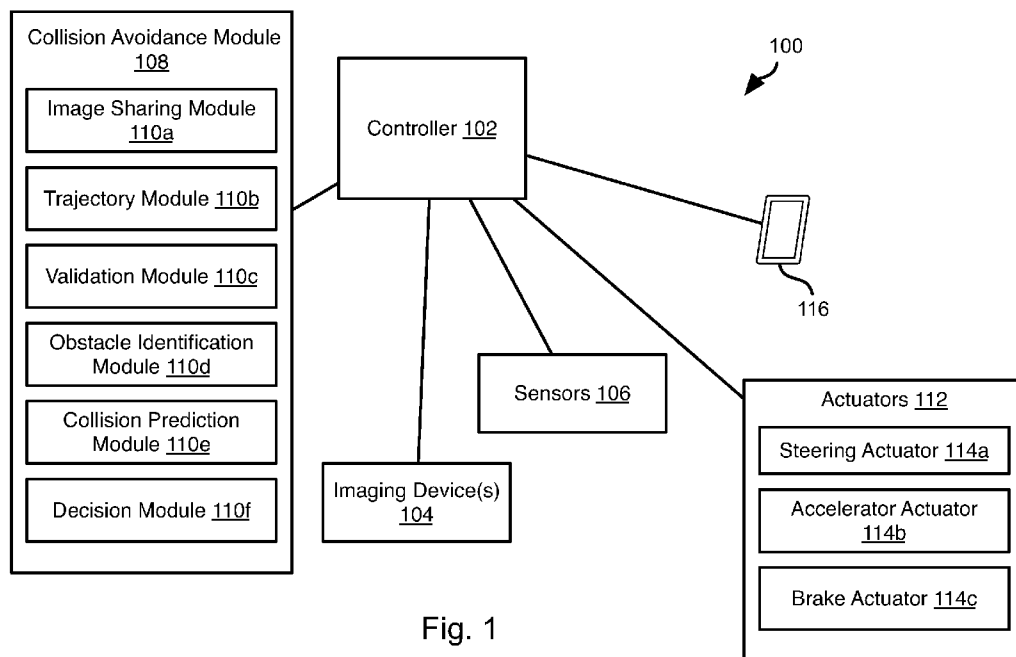 Collision Avoidance Module
108
Image Sharing Module
110a
Trajectory Module 110b
Validation Module 110c
Obstacle Identification
Module 110d
Collision Prediction
Module 110e
Decision Module 110f
Controller 102
100
116
Sensors 106
Imaging Device(s)
104
Actuators 112
Steering Actuator 114a
Accelerator Actuator
114b
Brake Actuator 114c
Fig. 1